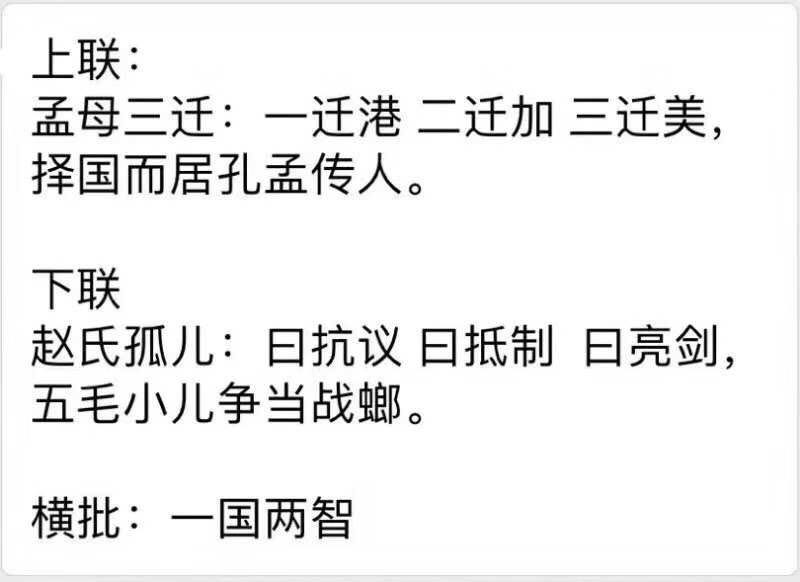 上联：
孟母三迁：一迁港 二迁加 三迁美，
择国而居孔孟传人。
下联
赵氏孤儿：曰抗议 曰抵制 曰亮剑，
五毛小儿争当战螂。
横批：一国两智